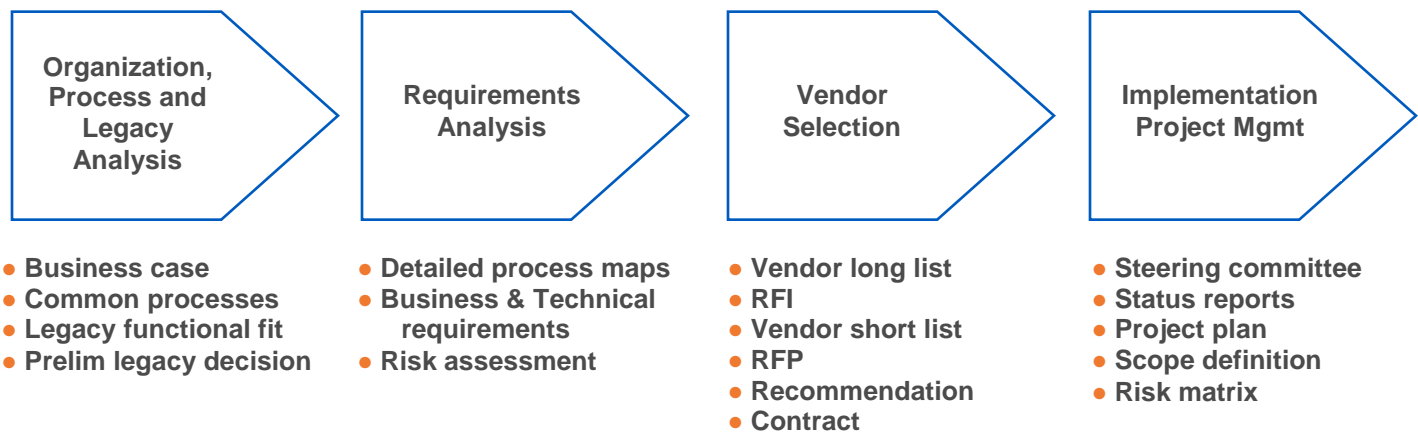 Organization,
Process and
Legacy
Analysis
Requirements
Analysis
Vendor
Selection
Implementation
Project Mgmt
● Business case
● Common processes
● Legacy functional fit
● Prelim legacy decision
● Detailed process maps
● Business & Technical
requirements
● Risk assessment
● Vendor long list
● RFI
● Vendor short list
● RFP
● Recommendation
● Contract
● Steering committee
● Status reports
● Project plan
● Scope definition
● Risk matrix